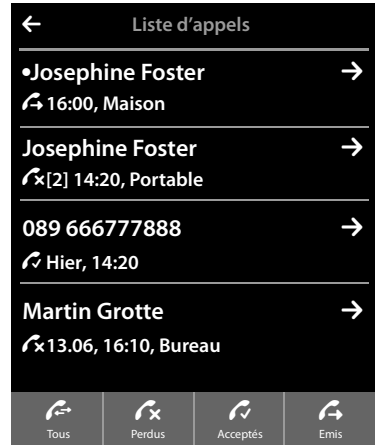 Liste d'appels
•Josephine Foster
16:00, Maison
Josephine Foster
[2] 14:20, Portable
089 666777888
Hier, 14:20
Martin Grotte
13.06, 16:10, Bureau
Tous Perdus Acceptés Emis